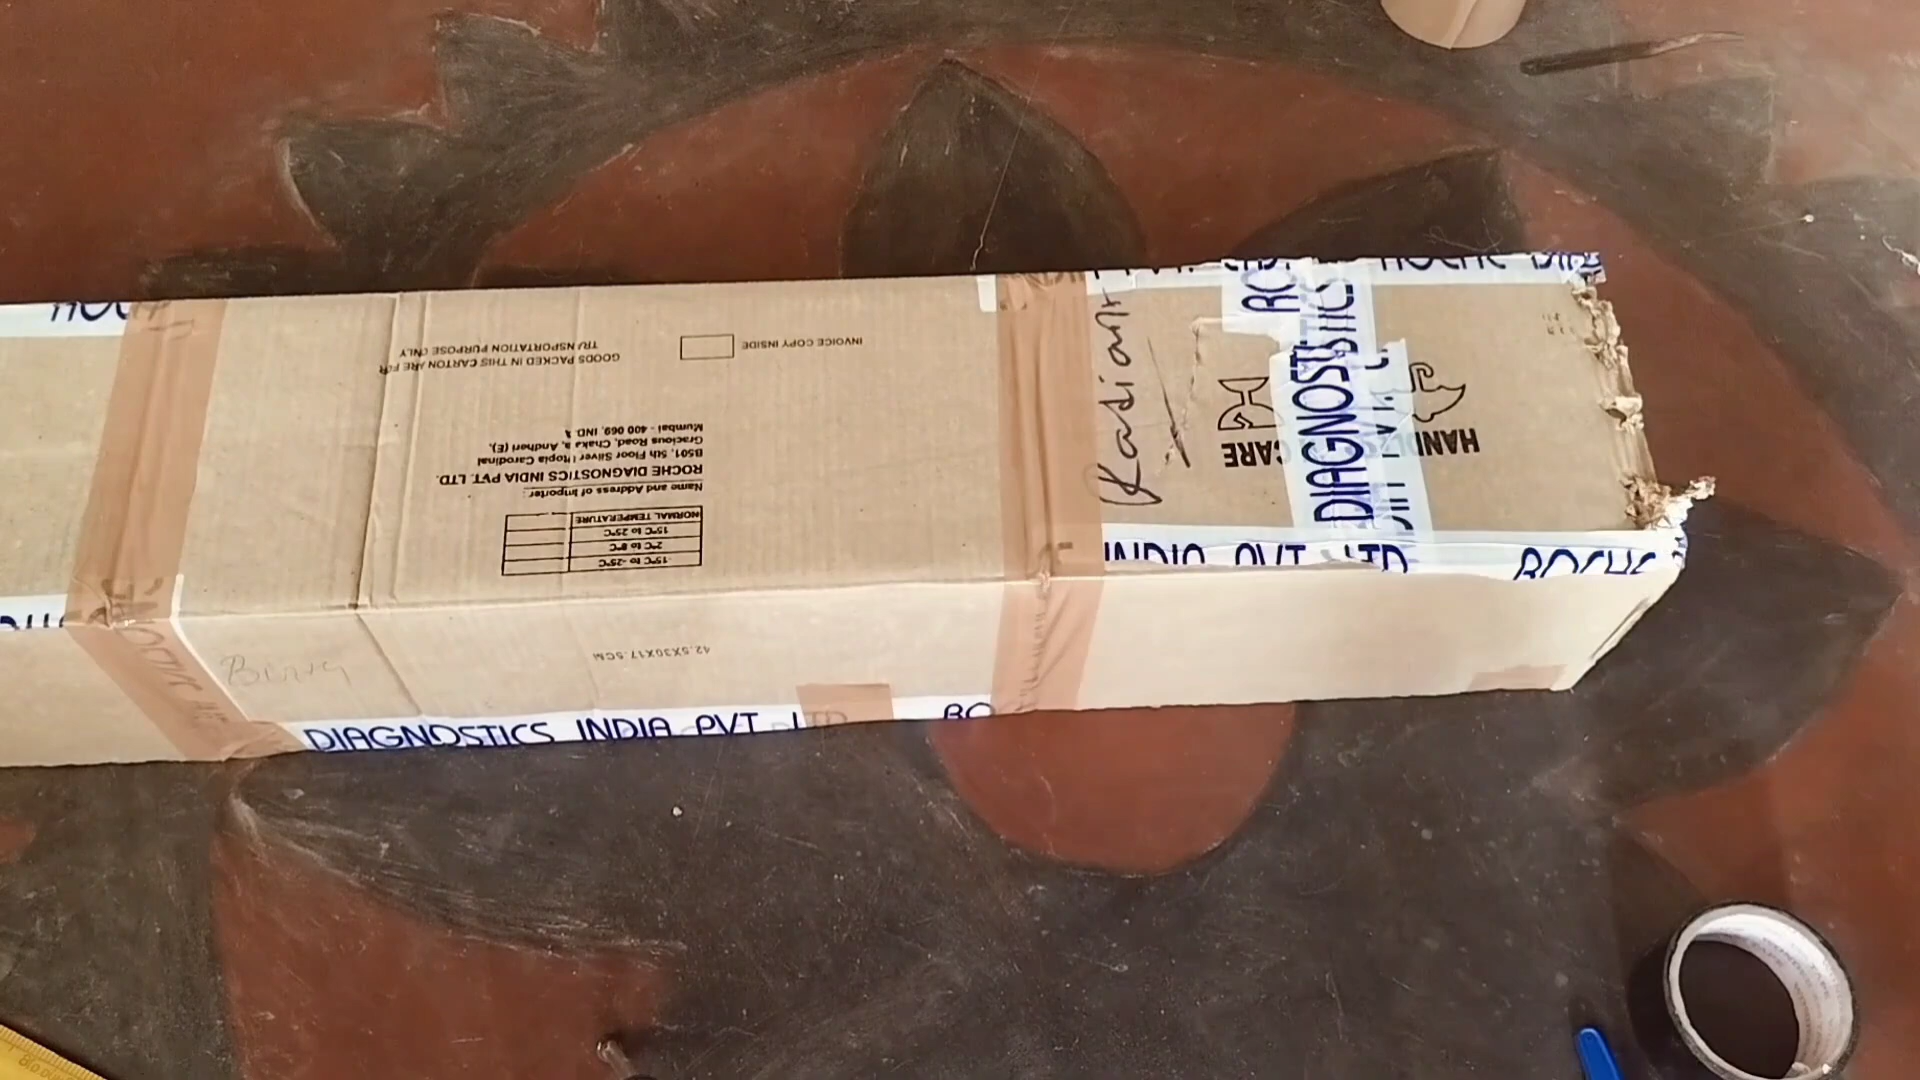 INVOICE COPY INSIDE
GOODS PACKED IN THIS CARTON ARE FOR
TRANSPORTATION PURPOSE ONLY
15°C to -25°C
2°C to 8°C
15°C to 25°C
NORMAL TEMPERATURE
Name and Address of Importer:
ROCHE DIAGNOSTICS INDIA PVT. LTD.
B501, 5th Floor Silver Utopia Cardinal
Gracious Road, Chakala, Andheri (E),
Mumbai - 400 069, INDIA
42.5X30X17.5CM
HANDLE CARE
DIAGNOSTICS
INDIA PVT LTD ROCHE
DIAGNOSTICS INDIA PVT LTD RO